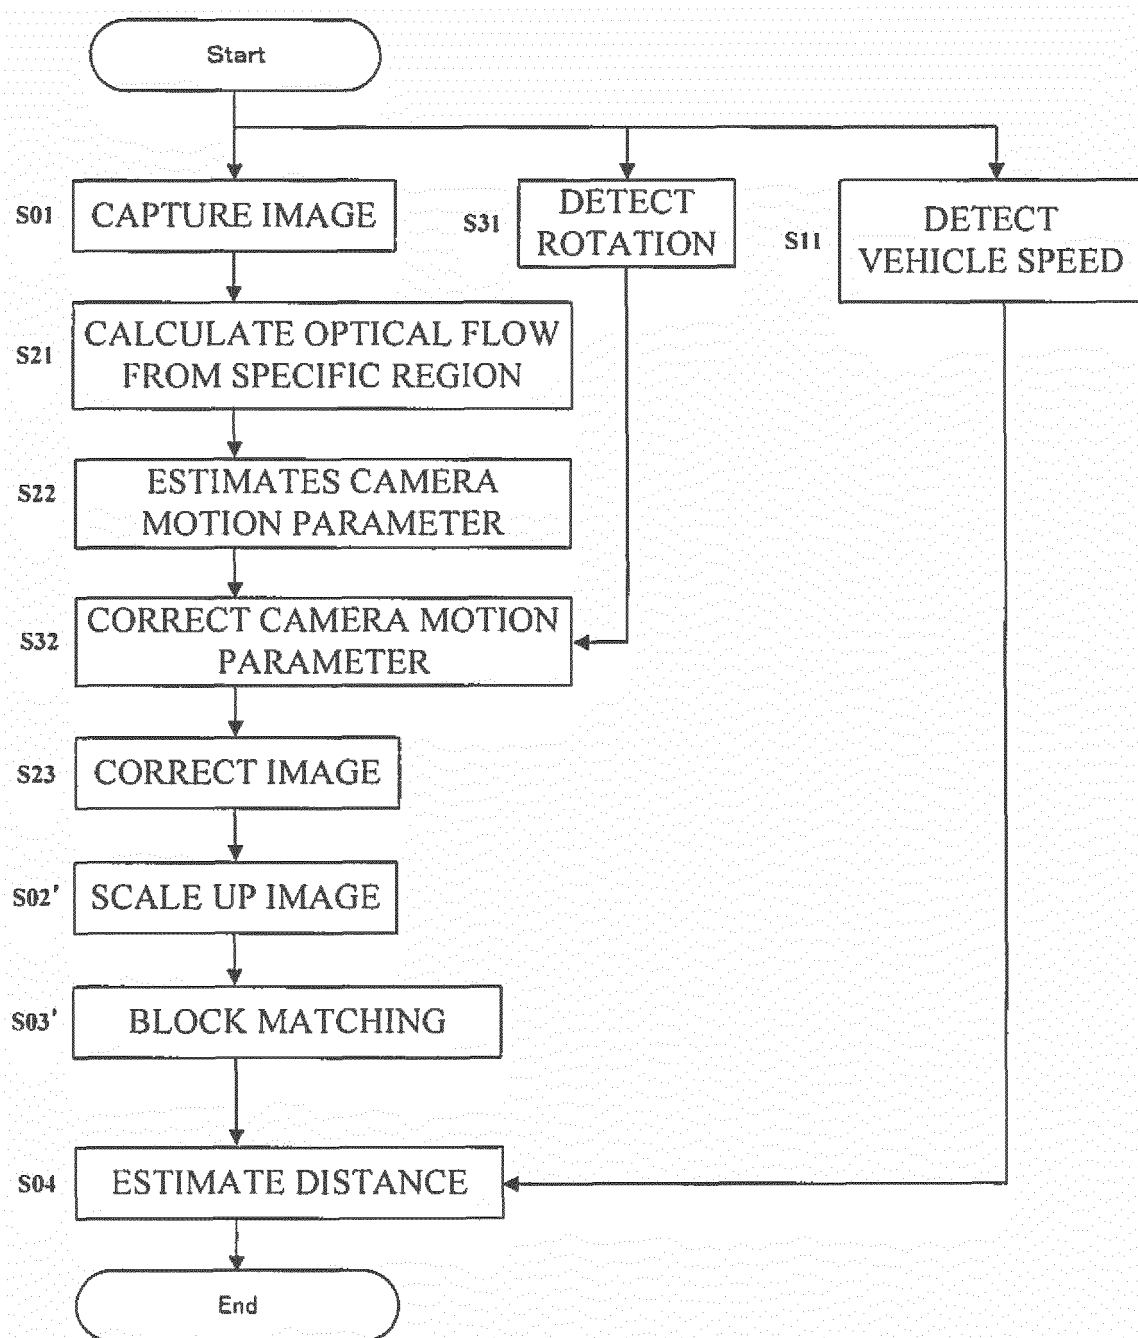 Start
S01
CAPTURE IMAGE
S31
DETECT
ROTATION
S11
DETECT
VEHICLE SPEED
S21
CALCULATE OPTICAL FLOW
FROM SPECIFIC REGION
S22
ESTIMATES CAMERA
MOTION PARAMETER
S32
CORRECT CAMERA MOTION
PARAMETER
S23
CORRECT IMAGE
S02'
SCALE UP IMAGE
S03'
BLOCK MATCHING
S04
ESTIMATE DISTANCE
End